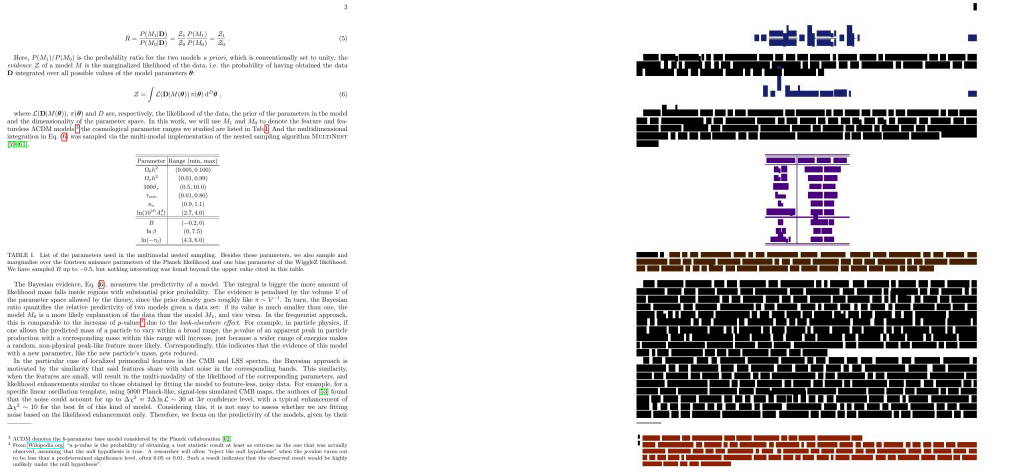 3
R = P(M₁|D) / P(M₀|D) = Z₁ P(M₁) / Z₀ P(M₀) = Z₁ / Z₀ . (5)
Here, P(M₁)/P(M₀) is the probability ratio for the two models a priori, which is conventionally set to unity; the
evidence Z of a model M is the marginalized likelihood of the data, i.e. the probability of having obtained the data
D integrated over all possible values of the model parameters θ:
Z = ∫ L(D|M(θ)) π(θ) dᴰθ , (6)
where L(D|M(θ)), π(θ) and D are, respectively, the likelihood of the data, the prior of the parameters in the model
and the dimensionality of the parameter space. In this work, we will use M₁ and M₀ to denote the feature and fea-
tureless ΛCDM models³ the cosmological parameter ranges we studied are listed in Tab I. And the multidimensional
integration in Eq. (6) was sampled via the multi-modal implementation of the nested sampling algorithm MULTINEST
[59–61].
Parameter Range (min, max)
Ω_b h² (0.005, 0.100)
Ω_c h² (0.01, 0.99)
100θ_* (0.5, 10.0)
τ_reio (0.01, 0.80)
n_s (0.9, 1.1)
ln(10¹⁰A_s²) (2.7, 4.0)
B (−0.2, 0)
ln β (0, 7.5)
ln(−τ₀) (4.3, 6.0)
TABLE I. List of the parameters used in the multimodal nested sampling. Besides these parameters, we also sample and
marginalise over the fourteen nuisance parameters of the Planck likelihood and one bias parameter of the WiggleZ likelihood.
We have sampled B up to −0.5, but nothing interesting was found beyond the upper value cited in this table.
The Bayesian evidence, Eq. (6), measures the predictivity of a model. The integral is bigger the more amount of
likelihood mass falls inside regions with substantial prior probability. The evidence is penalised by the volume V of
the parameter space allowed by the theory, since the prior density goes roughly like π ∼ V⁻¹. In turn, the Bayesian
ratio quantifies the relative predictivity of two models given a data set: if its value is much smaller than one, the
model M₀ is a more likely explanation of the data than the model M₁, and vice versa. In the frequentist approach,
this is comparable to the increase of p-value⁴ due to the look-elsewhere effect. For example, in particle physics, if
one allows the predicted mass of a particle to vary within a broad range, the p-value of an apparent peak in particle
production with a corresponding mass within this range will increase, just because a wider range of energies makes
a random, non-physical peak-like feature more likely. Correspondingly, this indicates that the evidence of this model
with a new parameter, like the new particle's mass, gets reduced.
In the particular case of localized primordial features in the CMB and LSS spectra, the Bayesian approach is
motivated by the similarity that said features share with shot noise in the corresponding bands. This similarity,
when the features are small, will result in the multi-modality of the likelihood of the corresponding parameters, and
likelihood enhancements similar to those obtained by fitting the model to feature-less, noisy data. For example, for a
specific linear oscillation template, using 5000 Planck-like, signal-less simulated CMB maps, the authors of [53] found
that the noise could account for up to Δχ² = 2Δ ln L ∼ 30 at 3σ confidence level, with a typical enhancement of
Δχ² ∼ 10 for the best fit of this kind of model. Considering this, it is not easy to assess whether we are fitting
noise based on the likelihood enhancement only. Therefore, we focus on the predictivity of the models, given by their
³ ΛCDM denotes the 6-parameter base model considered by the Planck collaboration [62].
⁴ From Wikipedia.org: "a p-value is the probability of obtaining a test statistic result at least as extreme as the one that was actually
observed, assuming that the null hypothesis is true. A researcher will often "reject the null hypothesis" when the p-value turns out
to be less than a predetermined significance level, often 0.05 or 0.01. Such a result indicates that the observed result would be highly
unlikely under the null hypothesis".